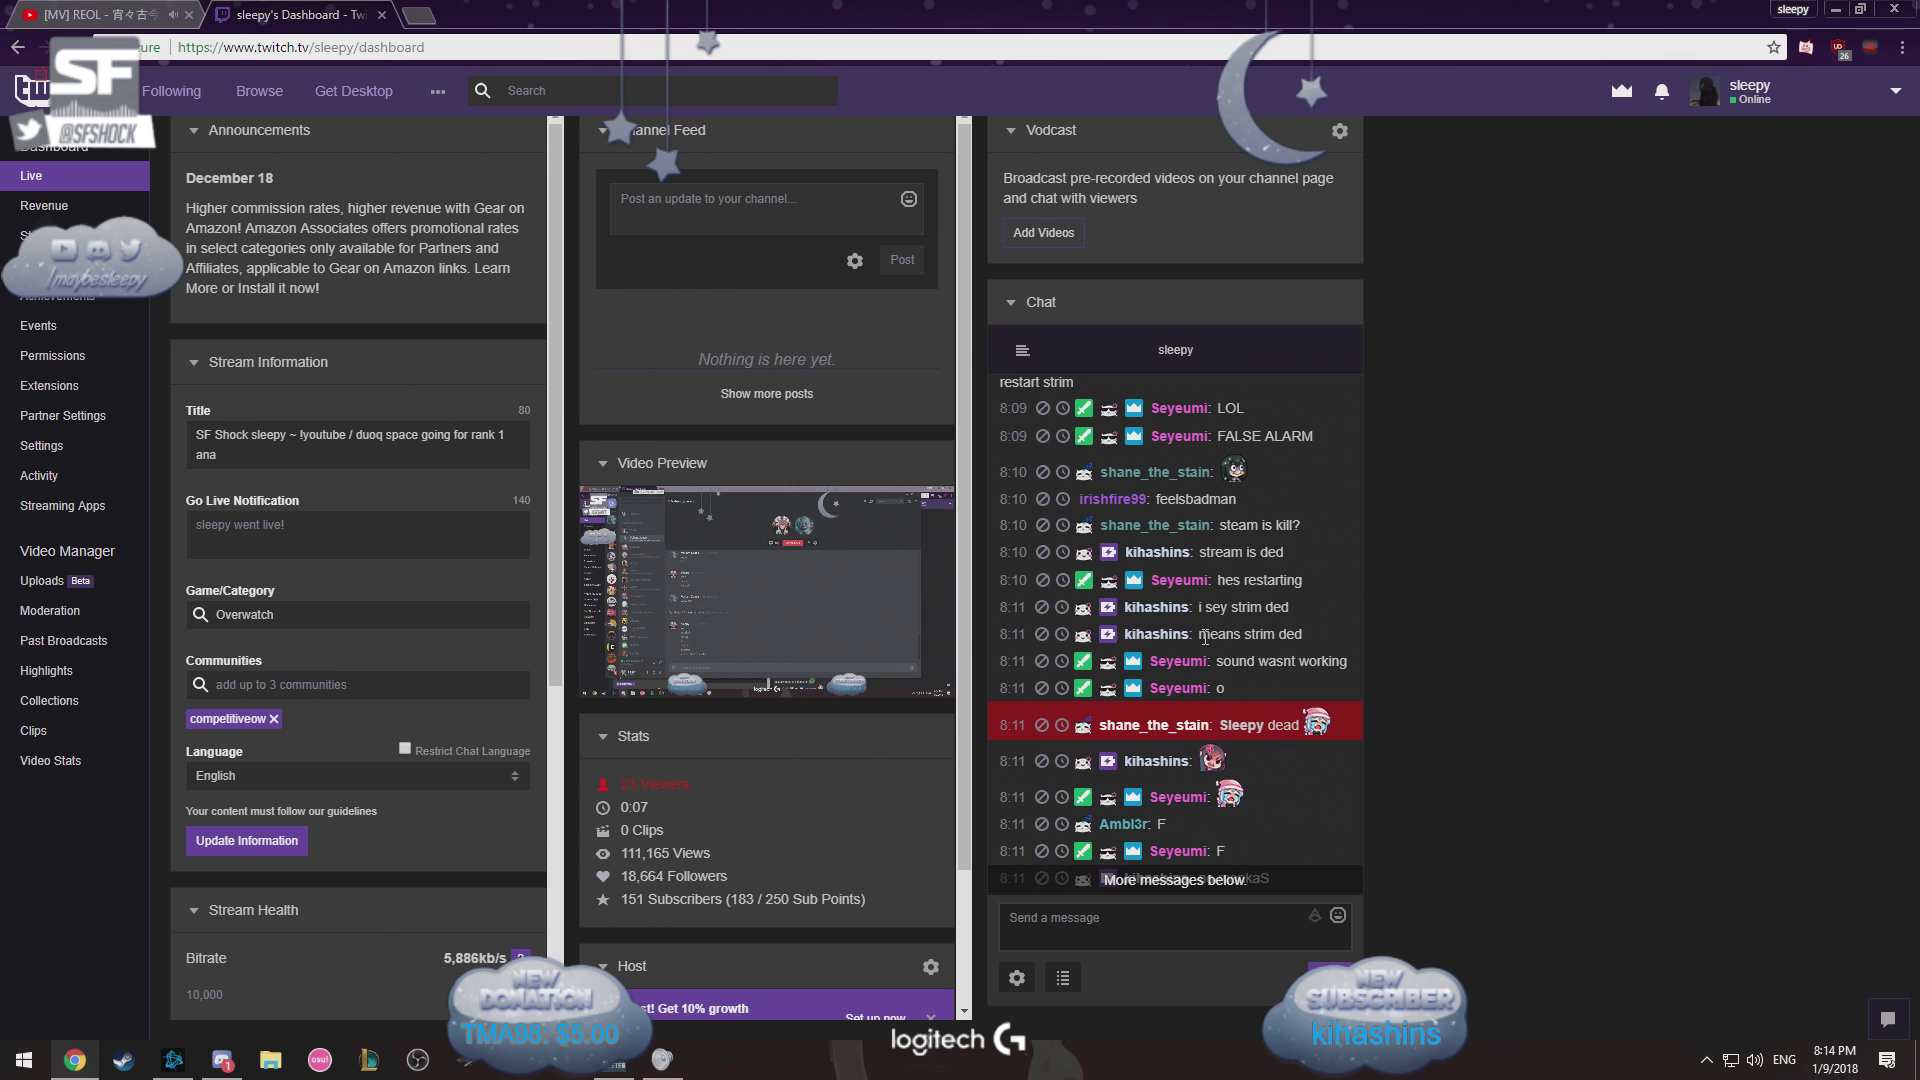 [MV] REOL - 宵々古今
sleepy's Dashboard - Twi
sleepy
ure
https://www.twitch.tv/sleepy/dashboard
26
SF
@SFSHOCK
Following
Browse
Get Desktop
Search
sleepy
Online
Dashboard
Live
Revenue
/maybesleepy
Achievements
Events
Permissions
Extensions
Partner Settings
Settings
Activity
Streaming Apps
Video Manager
Uploads Beta
Moderation
Past Broadcasts
Highlights
Collections
Clips
Video Stats
Announcements
December 18
Higher commission rates, higher revenue with Gear on
Amazon! Amazon Associates offers promotional rates
in select categories only available for Partners and
Affiliates, applicable to Gear on Amazon links. Learn
More or Install it now!
Stream Information
Title
80
SF Shock sleepy ~ !youtube / duoq space going for rank 1
ana
Go Live Notification
140
sleepy went live!
Game/Category
Overwatch
Communities
add up to 3 communities
competitiveow
Language
Restrict Chat Language
English
Your content must follow our guidelines
Update Information
Stream Health
Bitrate
5,886kb/s
10,000
annel Feed
Post an update to your channel...
Post
Nothing is here yet.
Show more posts
Video Preview
Stats
23 Viewers
0:07
0 Clips
111,165 Views
18,664 Followers
151 Subscribers (183 / 250 Sub Points)
Host
st! Get 10% growth
Set up now
Vodcast
Broadcast pre-recorded videos on your channel page
and chat with viewers
Add Videos
Chat
sleepy
restart strim
8:09 Seyeumi: LOL
8:09 Seyeumi: FALSE ALARM
8:10 shane_the_stain:
8:10 irishfire99: feelsbadman
8:10 shane_the_stain: steam is kill?
8:10 kihashins: stream is ded
8:10 Seyeumi: hes restarting
8:11 kihashins: i sey strim ded
8:11 kihashins: means strim ded
8:11 Seyeumi: sound wasnt working
8:11 Seyeumi: o
8:11 shane_the_stain: Sleepy dead
8:11 kihashins:
8:11 Seyeumi:
8:11 Ambl3r: F
8:11 Seyeumi: F
8:11
More messages below.
Send a message
NEW
DONATION
TMA98: $5.00
logitech G
NEW
SUBSCRIBER
kihashins
osu!
1
ENG
8:14 PM
1/9/2018